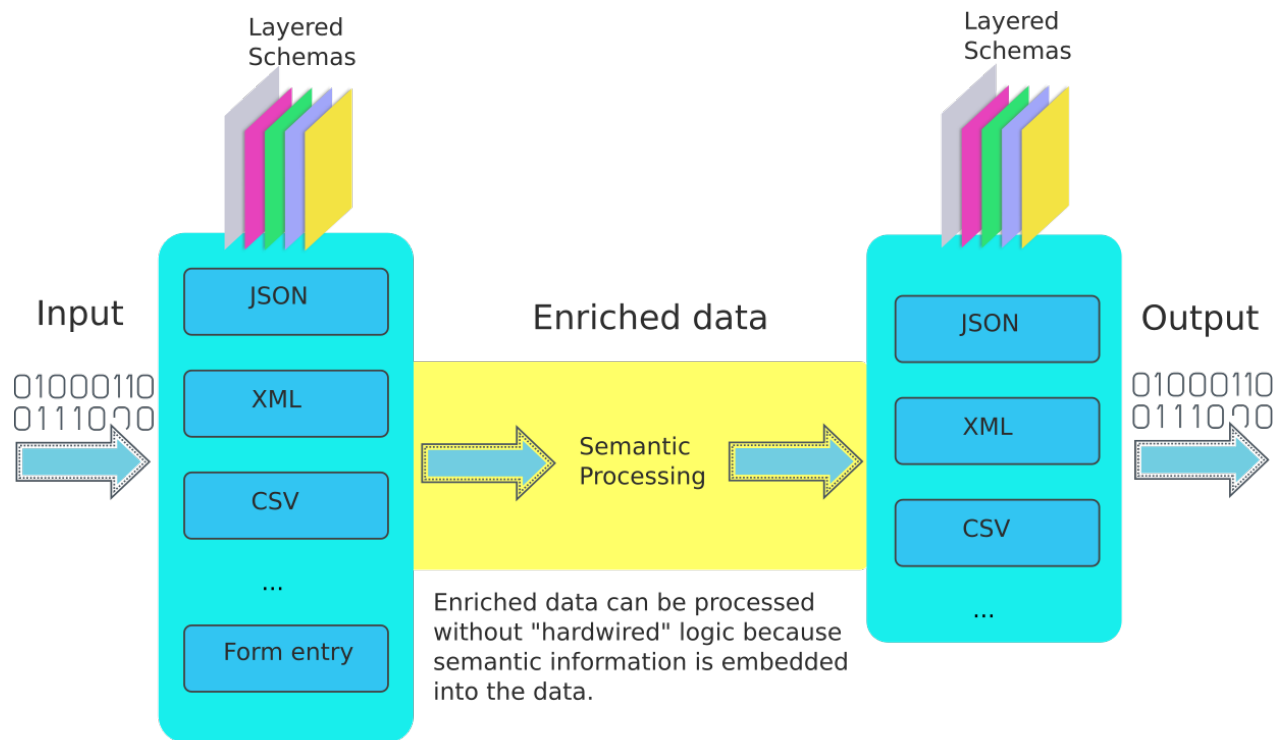 Layered
Schemas
Layered
Schemas
Input
01000110
0111000
JSON
XML
CSV
...
Form entry
Enriched data
Semantic
Processing
Enriched data can be processed
without "hardwired" logic because
semantic information is embedded
into the data.
JSON
XML
CSV
...
Output
01000110
0111000